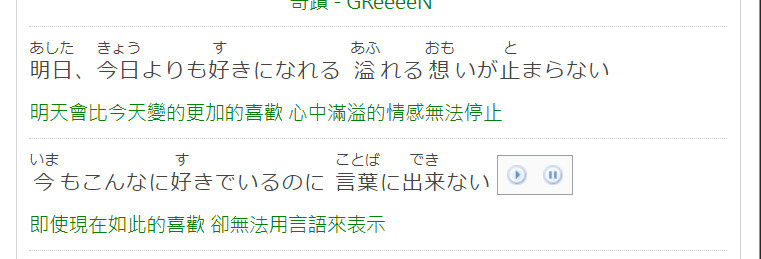 奇蹟 - GReeeeN
あした きょう す あふ おも と
明日、今日よりも好きになれる 溢れる想いが止まらない
明天會比今天變的更加的喜歡 心中滿溢的情感無法停止
いま す ことば でき
今もこんなに好きでいるのに 言葉に出来ない
即使現在如此的喜歡 卻無法用言語來表示